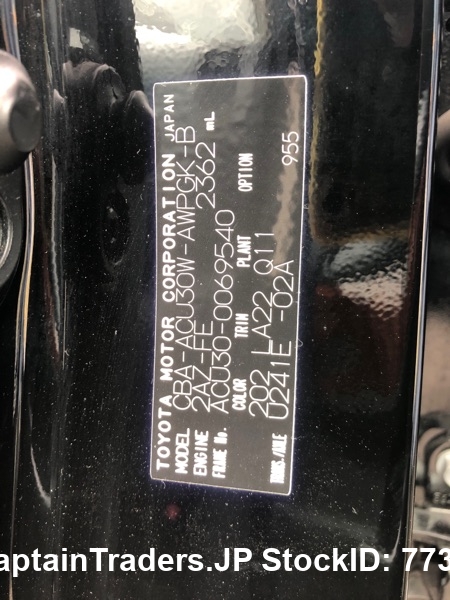 TOYOTA MOTOR CORPORATION JAPAN
MODEL CBA-ACU30W-AWPGK-B
ENGINE 2AZ-FE 2362 mL
FRAME No. ACU30-0069540
COLOR TRIM PLANT OPTION
202 LA22 Q11 955
TRANS./AXLE U241E -02A
aptainTraders.JP StockID: 773